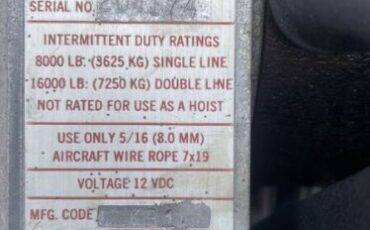 SERIAL NO.
INTERMITTENT DUTY RATINGS
8000 LB: (3625 KG) SINGLE LINE
16000 LB: (7250 KG) DOUBLE LINE
NOT RATED FOR USE AS A HOIST
USE ONLY 5/16 (8.0 MM)
AIRCRAFT WIRE ROPE 7x19
VOLTAGE 12 VDC
MFG. CODE